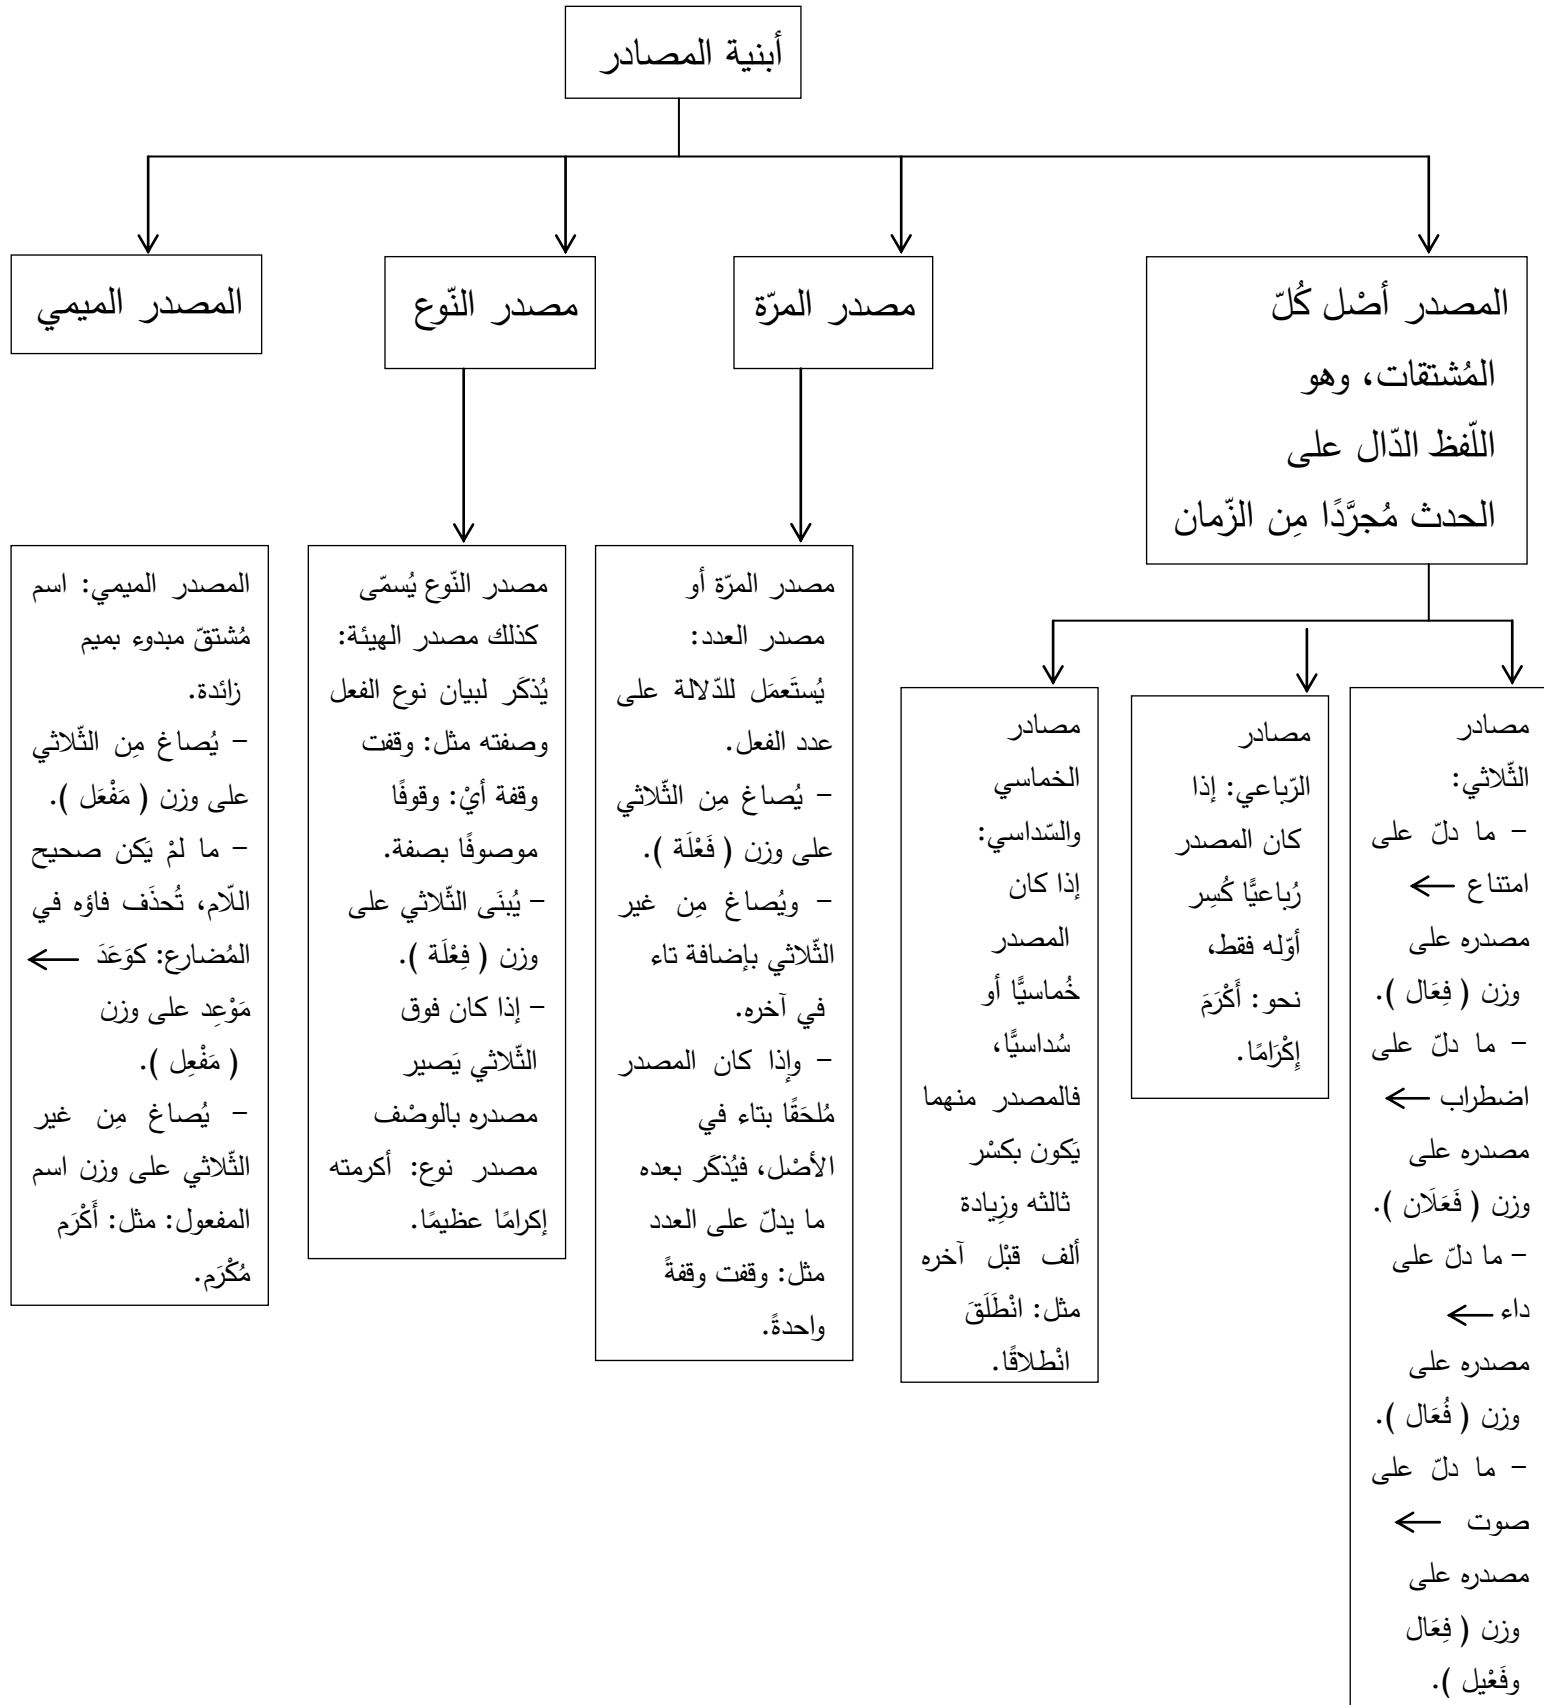 أبنية المصادر
المصدر أصْل كُلّ
المُشتقات، وهو
اللّفظ الدّال على
الحدث مُجرَّدًا مِن الزّمان
مصدر المرّة
مصدر النّوع
المصدر الميمي
مصادر
الثّلاثي:
- ما دلّ على
امتناع ←
مصدره على
وزن ( فِعَال ).
- ما دلّ على
اضطراب ←
مصدره على
وزن ( فَعَلَان ).
- ما دلّ على
داء ←
مصدره على
وزن ( فُعَال ).
- ما دلّ على
صوت ←
مصدره على
وزن ( فِعَال
وفَعْيل ).
مصادر
الرّباعي: إذا
كان المصدر
رُباعيًّا كُسِر
أوّله فقط،
نحو: أَكْرَمَ
إِكْرَامًا.
مصادر
الخماسي
والسّداسي:
إذا كان
المصدر
خُماسيًّا أو
سُداسيًّا،
فالمصدر منهما
يَكون بكسْر
ثالثه وزِيادة
ألف قبْل آخره
مثل: انْطَلَقَ
انْطلاقًا.
مصدر المرّة أو
مصدر العدد:
يُستَعمَل للدّلالة على
عدد الفعل.
- يُصاغ مِن الثّلاثي
على وزن ( فَعْلَة ).
- ويُصاغ مِن غير
الثّلاثي بإضافة تاء
في آخره.
- وإذا كان المصدر
مُلحَقًا بتاء في
الأصْل، فيُذكَر بعده
ما يدلّ على العدد
مثل: وقفت وقفةً
واحدةً.
مصدر النّوع يُسمّى
كذلك مصدر الهيئة:
يُذكَر لبيان نوع الفعل
وصفته مثل: وقفت
وقفة أيْ: وقوفًا
موصوفًا بصفة.
- يُبنَى الثّلاثي على
وزن ( فِعْلَة ).
- إذا كان فوق
الثّلاثي يَصير
مصدره بالوصْف
مصدر نوع: أكرمته
إكرامًا عظيمًا.
المصدر الميمي: اسم
مُشتقّ مبدوء بميم
زائدة.
- يُصاغ مِن الثّلاثي
على وزن ( مَفْعَل ).
- ما لمْ يَكن صحيح
اللّام، تُحذَف فاؤه في
المُضارع: كوَعَدَ ←
مَوْعِد على وزن
( مَفْعِل ).
- يُصاغ مِن غير
الثّلاثي على وزن اسم
المفعول: مثل: أَكْرَم
مُكْرَم.